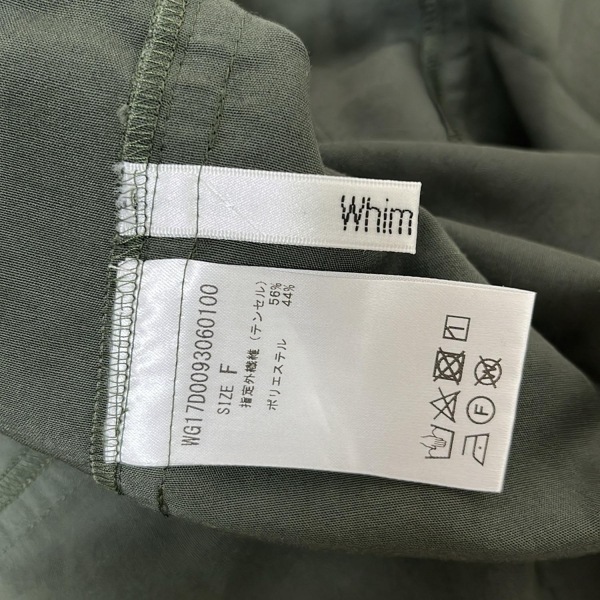 Whim
WG17D0093060100
SIZE F
指定外繊維(テンセル) 56%
ポリエステル 44%
F
W